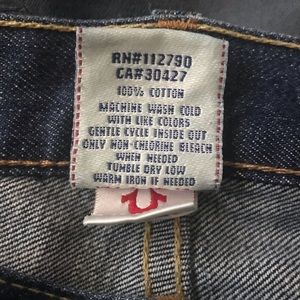 RN#112790
CA#30427
100% COTTON
MACHINE WASH COLD
WITH LIKE COLORS
GENTLE CYCLE INSIDE OUT
ONLY NON-CHLORINE BLEACH
WHEN NEEDED
TUMBLE DRY LOW
WARM IRON IF NEEDED